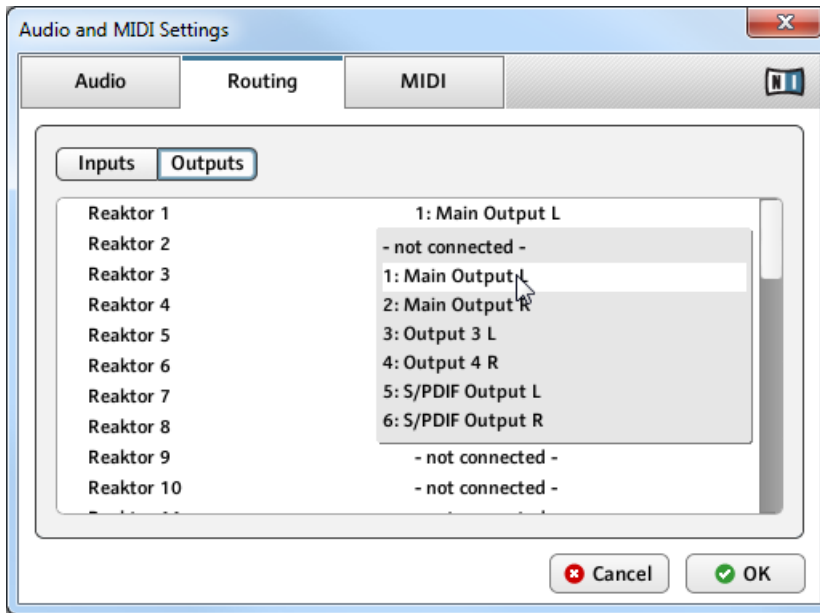 Audio and MIDI Settings
Audio Routing MIDI
NI
Inputs Outputs
Reaktor 1 1: Main Output L
Reaktor 2 - not connected -
Reaktor 3 1: Main Output L
Reaktor 4 2: Main Output R
Reaktor 5 3: Output 3 L
Reaktor 6 4: Output 4 R
Reaktor 7 5: S/PDIF Output L
Reaktor 8 6: S/PDIF Output R
Reaktor 9 - not connected -
Reaktor 10 - not connected -
Cancel OK